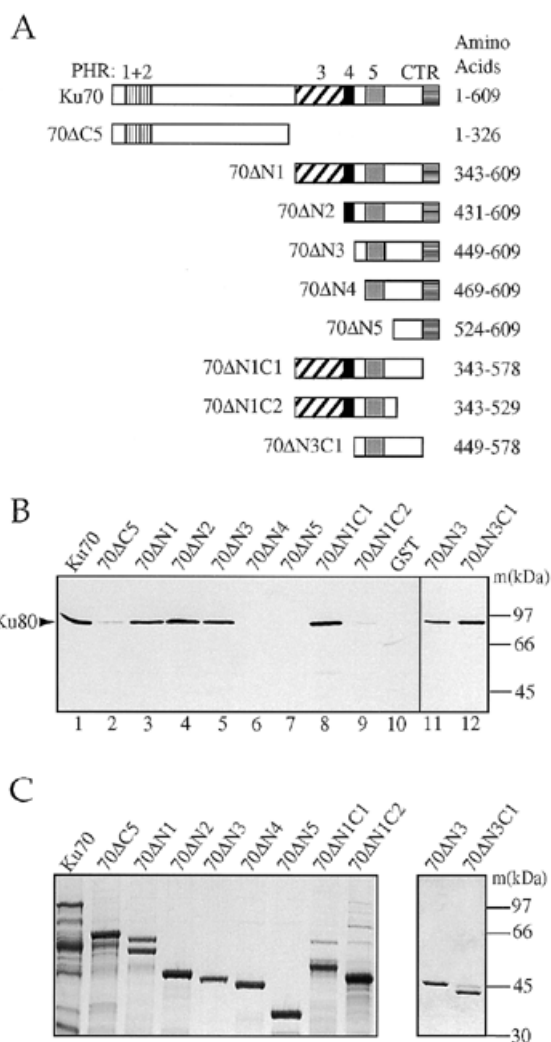 A
Amino
Acids
PHR: 1+2 3 4 5 CTR
Ku70 1-609
70ΔC5 1-326
70ΔN1 343-609
70ΔN2 431-609
70ΔN3 449-609
70ΔN4 469-609
70ΔN5 524-609
70ΔN1C1 343-578
70ΔN1C2 343-529
70ΔN3C1 449-578
B
Ku70 70ΔC5 70ΔN1 70ΔN2 70ΔN3 70ΔN4 70ΔN5 70ΔN1C1 70ΔN1C2 GST 70ΔN3 70ΔN3C1
m(kDa)
Ku80
97
66
45
1 2 3 4 5 6 7 8 9 10 11 12
C
Ku70 70ΔC5 70ΔN1 70ΔN2 70ΔN3 70ΔN4 70ΔN5 70ΔN1C1 70ΔN1C2 70ΔN3 70ΔN3C1
m(kDa)
97
66
45
30